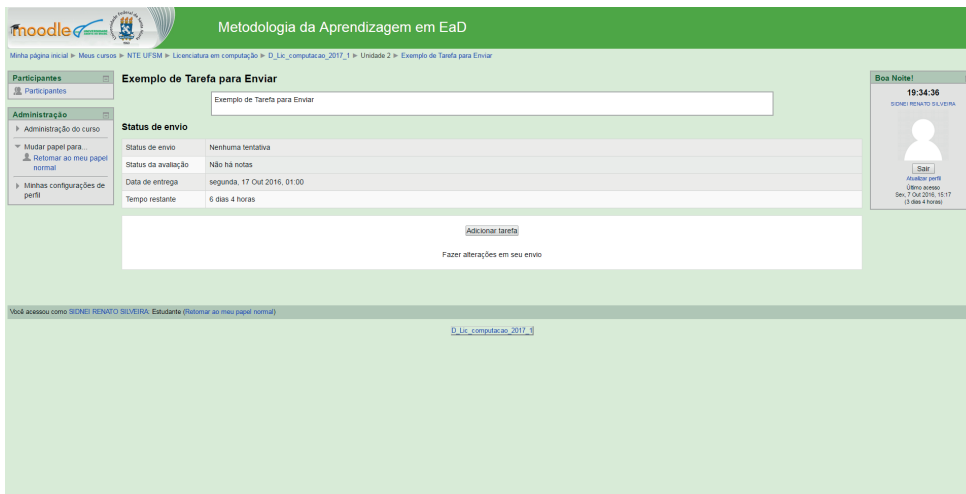 moodle
Metodologia da Aprendizagem em EaD
Minha página inicial ► Meus cursos ► NTE UFSM ► Licenciatura em computação ► D_Lic_computacao_2017_1 ► Unidade 2 ► Exemplo de Tarefa para Enviar
Participantes
Participantes
Administração
Administração do curso
Mudar papel para...
Retornar ao meu papel
normal
Minhas configurações de
perfil
Exemplo de Tarefa para Enviar
Exemplo de Tarefa para Enviar
Status de envio
Status de envio Nenhuma tentativa
Status da avaliação Não há notas
Data de entrega segunda, 17 Out 2016, 01:00
Tempo restante 6 dias 4 horas
Adicionar tarefa
Fazer alterações em seu envio
Boa Noite!
19:34:36
SIDNEI RENATO SILVEIRA
Sair
Atualizar perfil
Último acesso
Sex, 7 Out 2016, 15:17
(3 dias 4 horas)
Você acessou como SIDNEI RENATO SILVEIRA: Estudante (Retornar ao meu papel normal)
D_Lic_computacao_2017_1